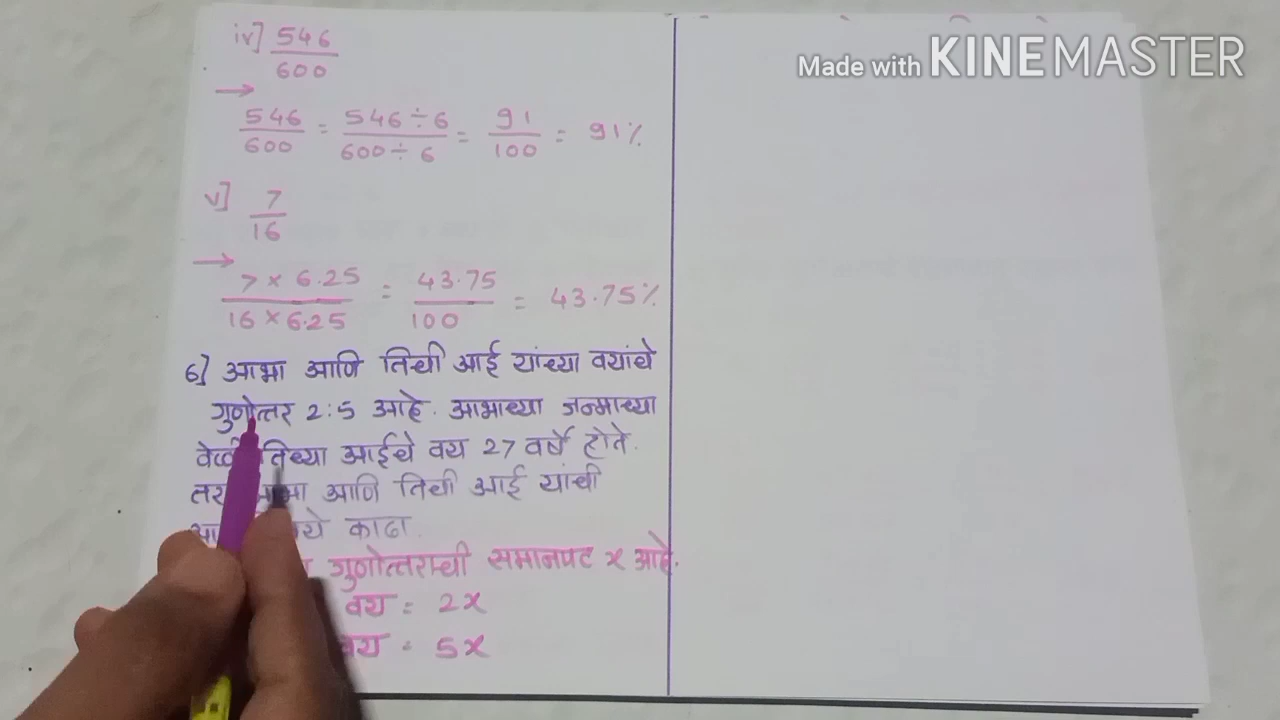 iv] 546
600
→
546/600 = 546÷6/600÷6 = 91/100 = 91%
v] 7
16
→
7×6.25/16×6.25 = 43.75/100 = 43.75%
6] आभा आणि तिची आई यांच्या वयांचे
गुणोत्तर 2:5 आहे. आभाच्या जन्माच्या
तिच्या आईचे वय 27 वर्षे होते.
आणि तिची आई यांची
काढा.
गुणोत्तराची समानपट x आहे.
वय = 2x
वय = 5x
Made with KINEMASTER